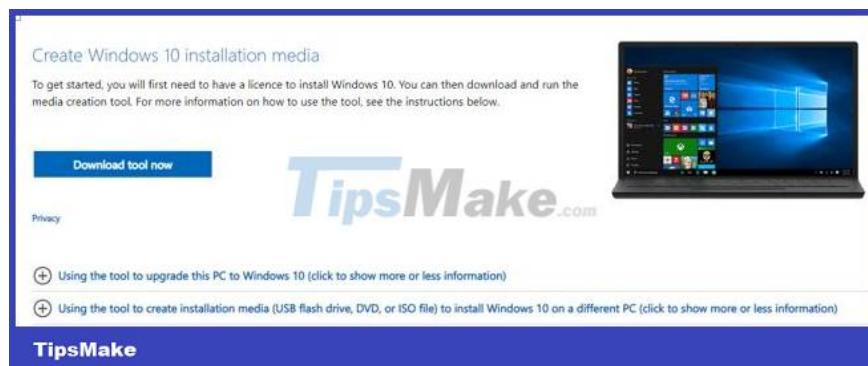 Create Windows 10 installation media
To get started, you will first need to have a licence to install Windows 10. You can then download and run the
media creation tool. For more information on how to use the tool, see the instructions below.
Download tool now
TipsMake.com
Privacy
Using the tool to upgrade this PC to Windows 10 (click to show more or less information)
Using the tool to create installation media (USB flash drive, DVD, or ISO file) to install Windows 10 on a different PC (click to show more or less information)
TipsMake